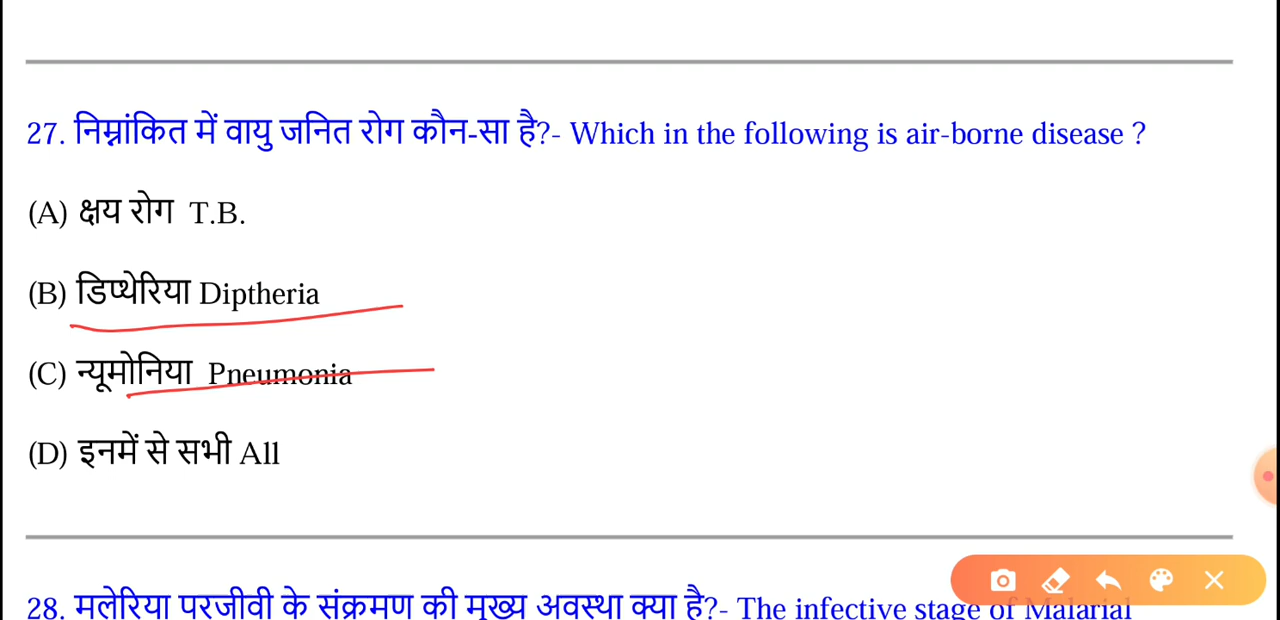 27. निम्नांकित में वायु जनित रोग कौन-सा है?- Which in the following is air-borne disease ?
(A) क्षय रोग T.B.
(B) डिप्थेरिया Diptheria
(C) न्यूमोनिया Pneumonia
(D) इनमें से सभी All
28. मलेरिया परजीवी के संक्रमण की मुख्य अवस्था क्या है?- The infective stage of Malarial